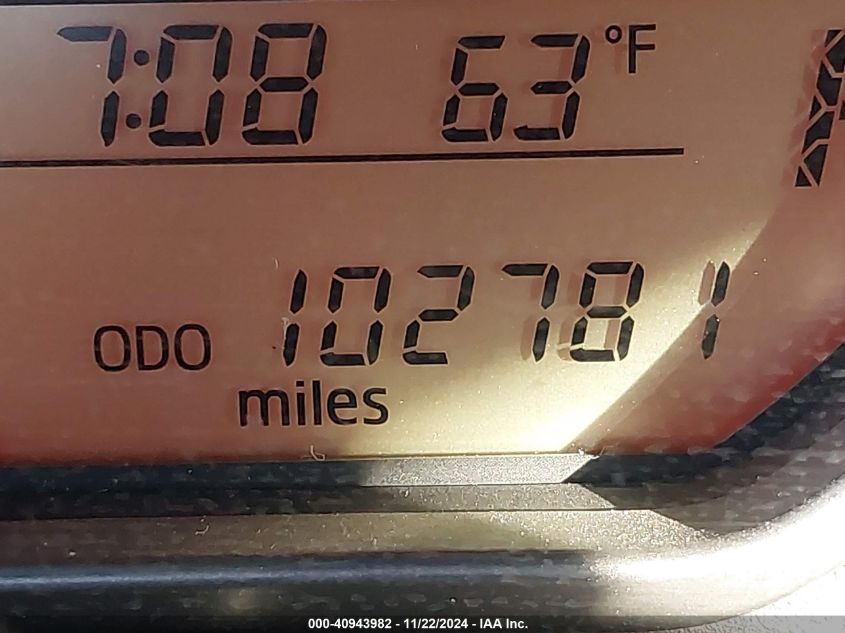 7:08 63°F
ODO 102781
miles
000-40943982 - 11/22/2024 - IAA Inc.